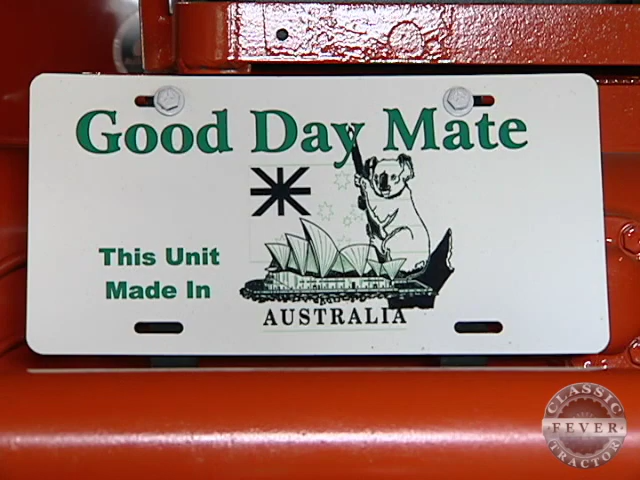 Good Day Mate
This Unit
Made In
AUSTRALIA
CLASSIC
FEVER
TRACTOR